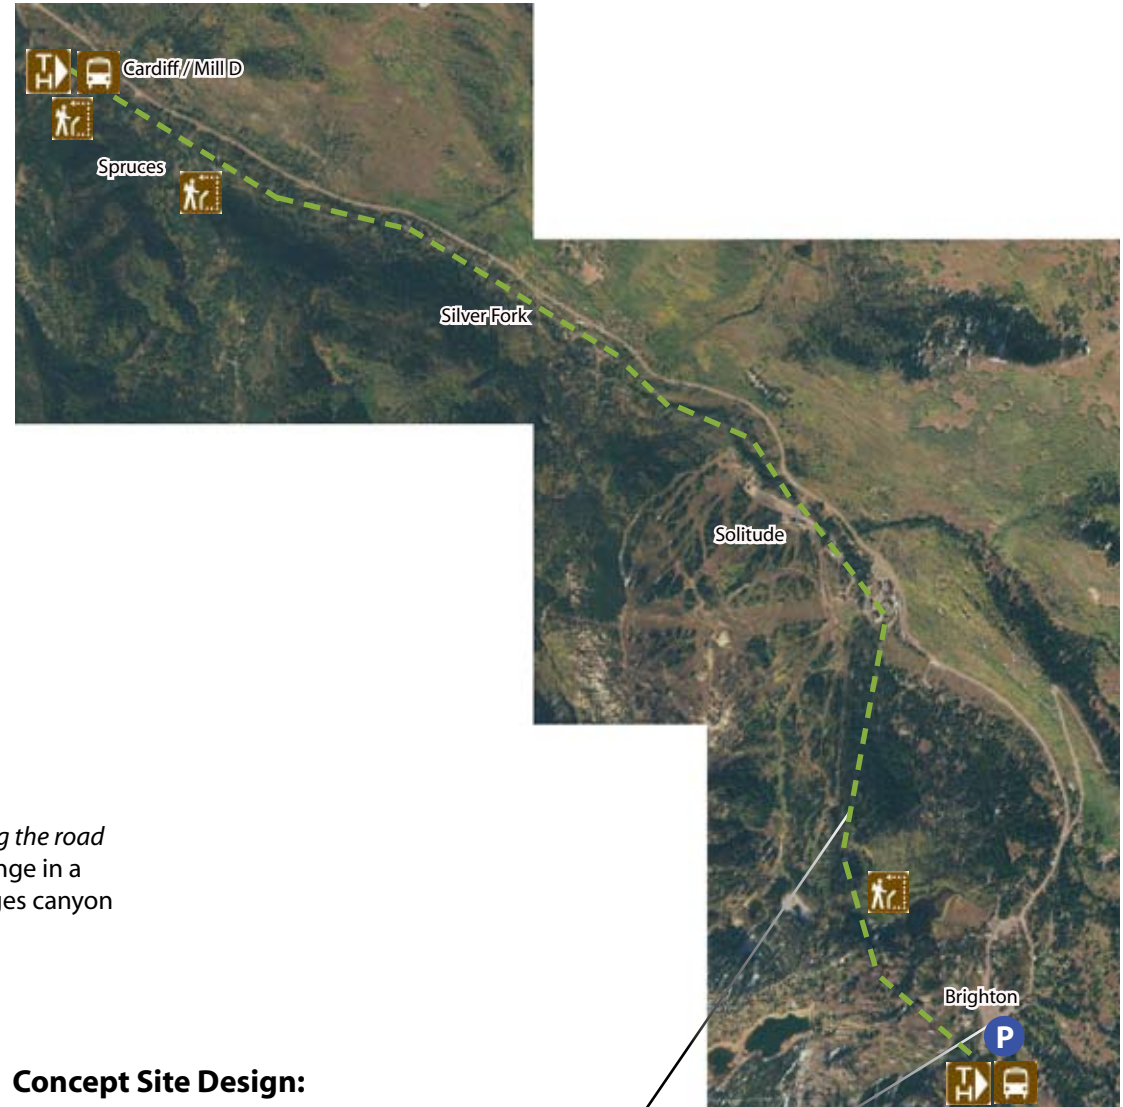 T
H
Cardiff / Mill D
Spruces
Silver Fork
Solitude
g the road
nge in a
ges canyon
Brighton
P
T
H
Concept Site Design: